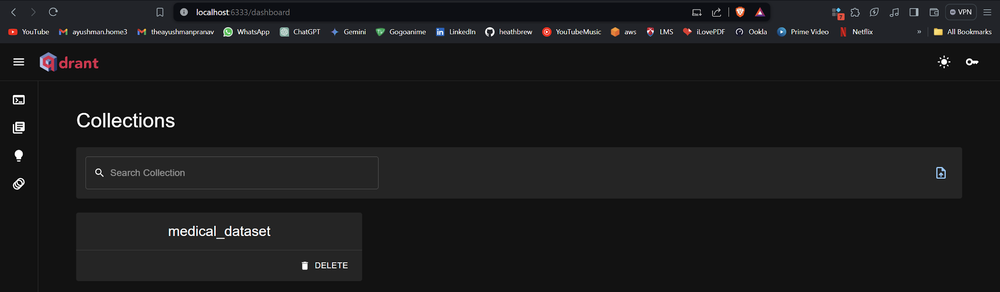 localhost:6333/dashboard
7
VPN
YouTube ayushman.home3 theayushmanpranav WhatsApp ChatGPT Gemini Gogoanime LinkedIn heathbrew YouTubeMusic aws LMS iLovePDF Ookla Prime Video Netflix » All Bookmarks
qdrant
Collections
Search Collection
medical_dataset
DELETE